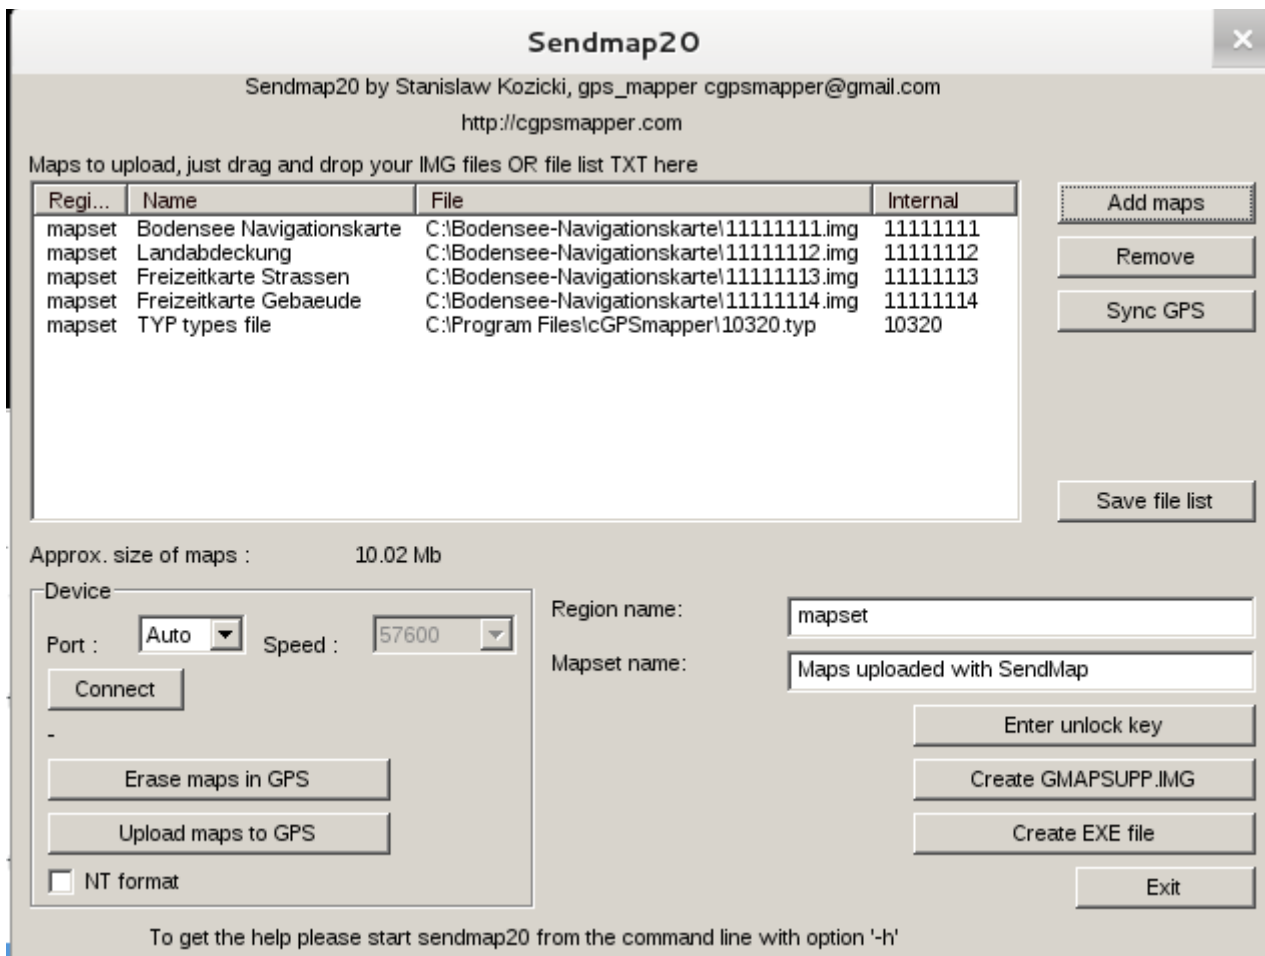 Sendmap20
Sendmap20 by Stanislaw Kozicki, gps_mapper cgpsmapper@gmail.com
http://cgpsmapper.com
Maps to upload, just drag and drop your IMG files OR file list TXT here
Regi... Name File Internal
mapset Bodensee Navigationskarte C:\Bodensee-Navigationskarte\11111111.img 11111111
mapset Landabdeckung C:\Bodensee-Navigationskarte\11111112.img 11111112
mapset Freizeitkarte Strassen C:\Bodensee-Navigationskarte\11111113.img 11111113
mapset Freizeitkarte Gebaeude C:\Bodensee-Navigationskarte\11111114.img 11111114
mapset TYP types file C:\Program Files\cGPSmapper\10320.typ 10320
Add maps
Remove
Sync GPS
Save file list
Approx. size of maps : 10.02 Mb
Device
Port : Auto Speed : 57600
Connect
-
Erase maps in GPS
Upload maps to GPS
NT format
Region name: mapset
Mapset name: Maps uploaded with SendMap
Enter unlock key
Create GMAPSUPP.IMG
Create EXE file
Exit
To get the help please start sendmap20 from the command line with option '-h'